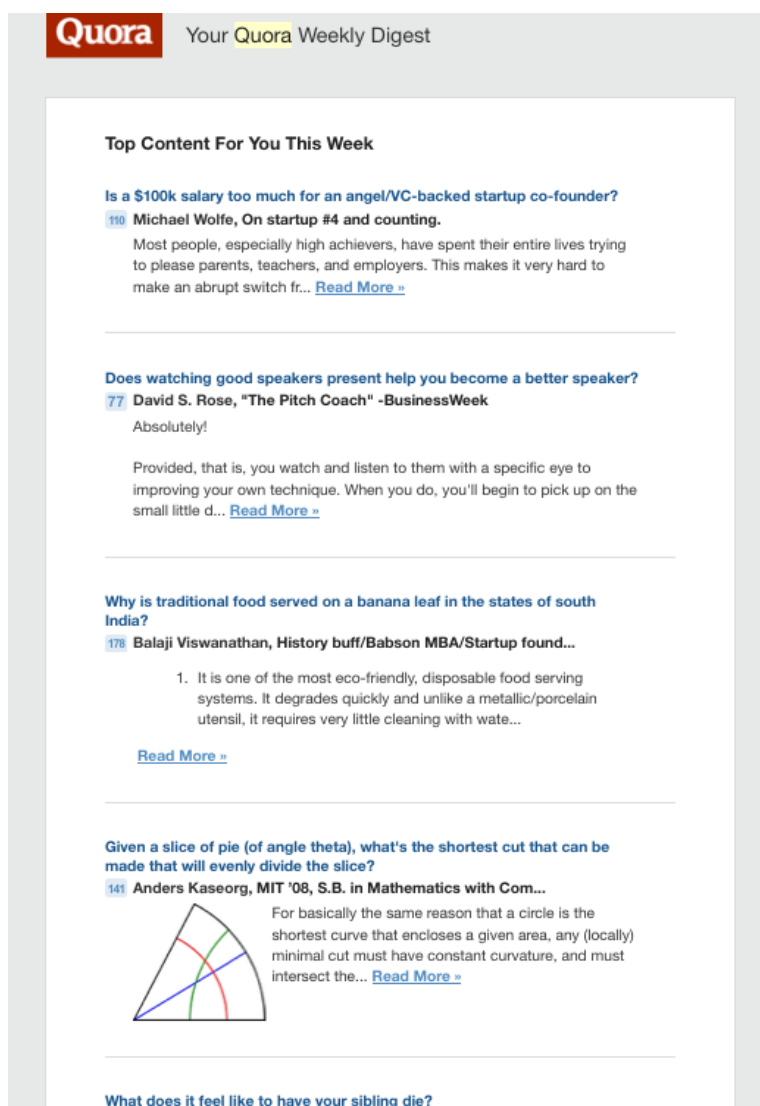 Quora Your Quora Weekly Digest
Top Content For You This Week
Is a $100k salary too much for an angel/VC-backed startup co-founder?
110 Michael Wolfe, On startup #4 and counting.
Most people, especially high achievers, have spent their entire lives trying
to please parents, teachers, and employers. This makes it very hard to
make an abrupt switch fr... Read More »
Does watching good speakers present help you become a better speaker?
77 David S. Rose, "The Pitch Coach" -BusinessWeek
Absolutely!
Provided, that is, you watch and listen to them with a specific eye to
improving your own technique. When you do, you'll begin to pick up on the
small little d... Read More »
Why is traditional food served on a banana leaf in the states of south
India?
178 Balaji Viswanathan, History buff/Babson MBA/Startup found...
1. It is one of the most eco-friendly, disposable food serving
systems. It degrades quickly and unlike a metallic/porcelain
utensil, it requires very little cleaning with wate...
Read More »
Given a slice of pie (of angle theta), what's the shortest cut that can be
made that will evenly divide the slice?
141 Anders Kaseorg, MIT '08, S.B. in Mathematics with Com...
For basically the same reason that a circle is the
shortest curve that encloses a given area, any (locally)
minimal cut must have constant curvature, and must
intersect the... Read More »
What does it feel like to have your sibling die?